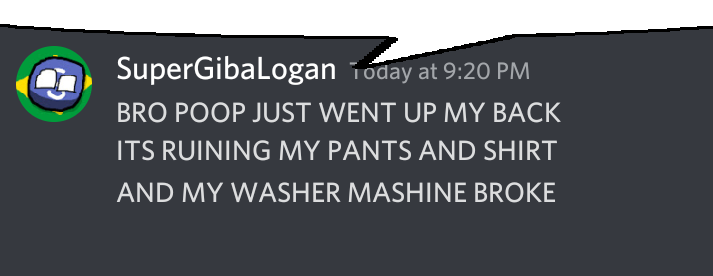 SuperGibaLogan Today at 9:20 PM
BRO POOP JUST WENT UP MY BACK
ITS RUINING MY PANTS AND SHIRT
AND MY WASHER MASHINE BROKE